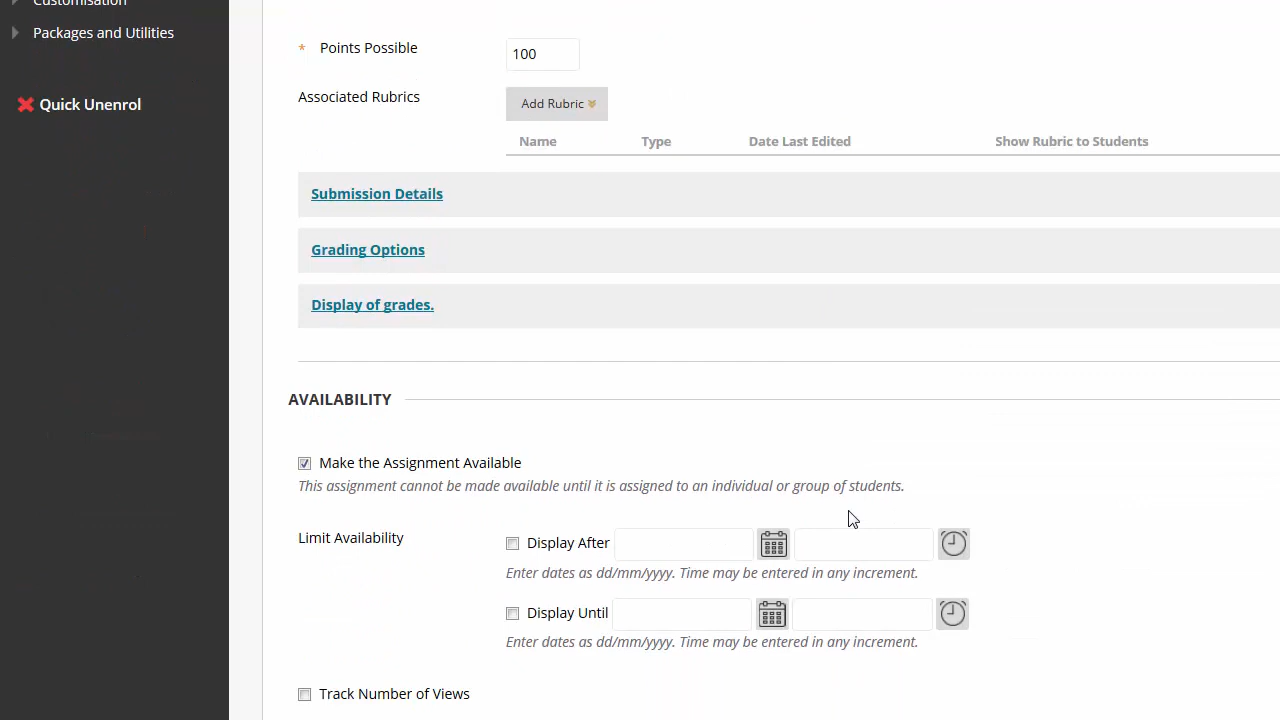 Customisation
Packages and Utilities
Quick Unenrol
* Points Possible
100
Associated Rubrics
Add Rubric
Name Type Date Last Edited Show Rubric to Students
Submission Details
Grading Options
Display of grades.
AVAILABILITY
Make the Assignment Available
This assignment cannot be made available until it is assigned to an individual or group of students.
Limit Availability
Display After
Enter dates as dd/mm/yyyy. Time may be entered in any increment.
Display Until
Enter dates as dd/mm/yyyy. Time may be entered in any increment.
Track Number of Views